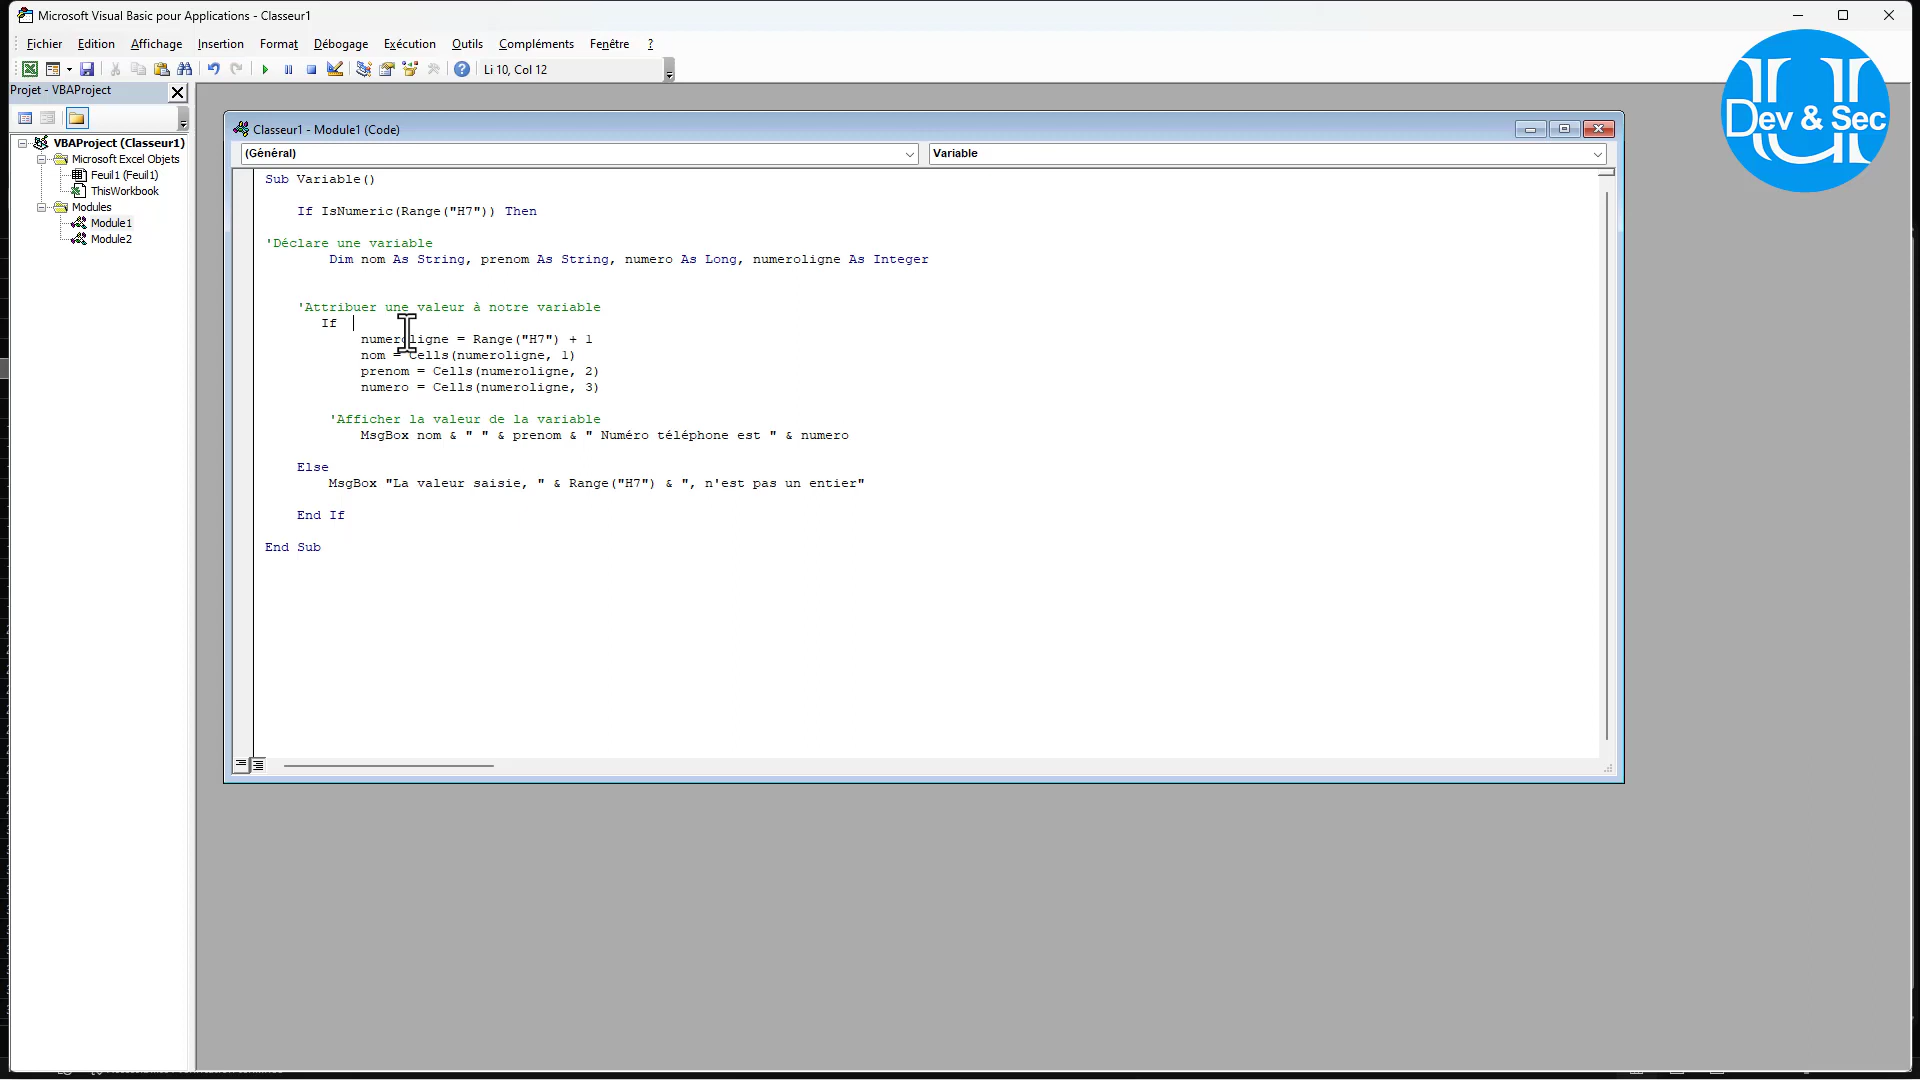 Microsoft Visual Basic pour Applications - Classeur1
Fichier Edition Affichage Insertion Format Débogage Exécution Outils Compléments Fenêtre ?
Li 10, Col 12
Dev & Sec
Projet - VBAProject
VBAProject (Classeur1)
Microsoft Excel Objets
Feuil1 (Feuil1)
ThisWorkbook
Modules
Module1
Module2
Classeur1 - Module1 (Code)
(Général) Variable
Sub Variable()
If IsNumeric(Range("H7")) Then
'Déclare une variable
Dim nom As String, prenom As String, numero As Long, numeroligne As Integer
'Attribuer une valeur à notre variable
If
numeroligne = Range("H7") + 1
nom = Cells(numeroligne, 1)
prenom = Cells(numeroligne, 2)
numero = Cells(numeroligne, 3)
'Afficher la valeur de la variable
MsgBox nom & " " & prenom & " Numéro téléphone est " & numero
Else
MsgBox "La valeur saisie, " & Range("H7") & ", n'est pas un entier"
End If
End Sub